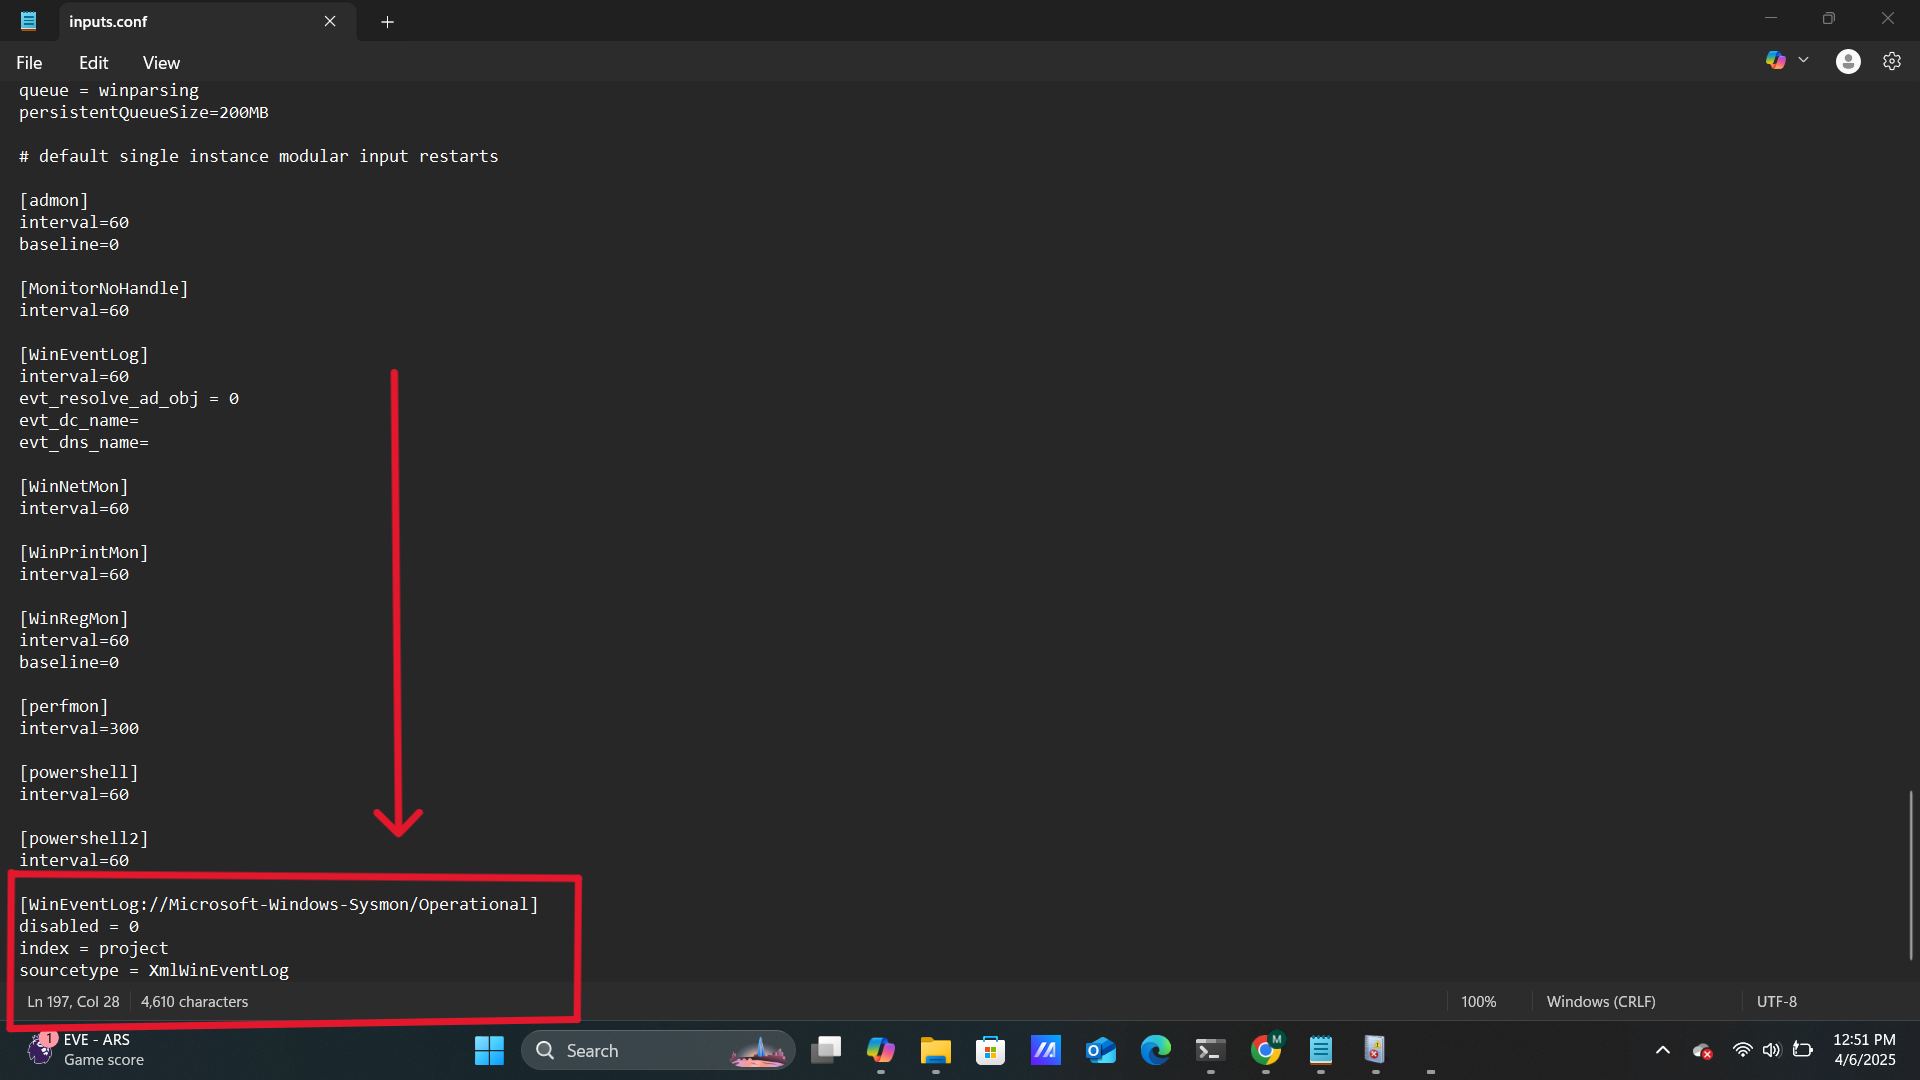 inputs.conf
File Edit View
queue = winparsing
persistentQueueSize=200MB
# default single instance modular input restarts
[admon]
interval=60
baseline=0
[MonitorNoHandle]
interval=60
[WinEventLog]
interval=60
evt_resolve_ad_obj = 0
evt_dc_name=
evt_dns_name=
[WinNetMon]
interval=60
[WinPrintMon]
interval=60
[WinRegMon]
interval=60
baseline=0
[perfmon]
interval=300
[powershell]
interval=60
[powershell2]
interval=60
[WinEventLog://Microsoft-Windows-Sysmon/Operational]
disabled = 0
index = project
sourcetype = XmlWinEventLog
Ln 197, Col 28 4,610 characters 100% Windows (CRLF) UTF-8
1 EVE - ARS
Game score
Search
M
12:51 PM
4/6/2025